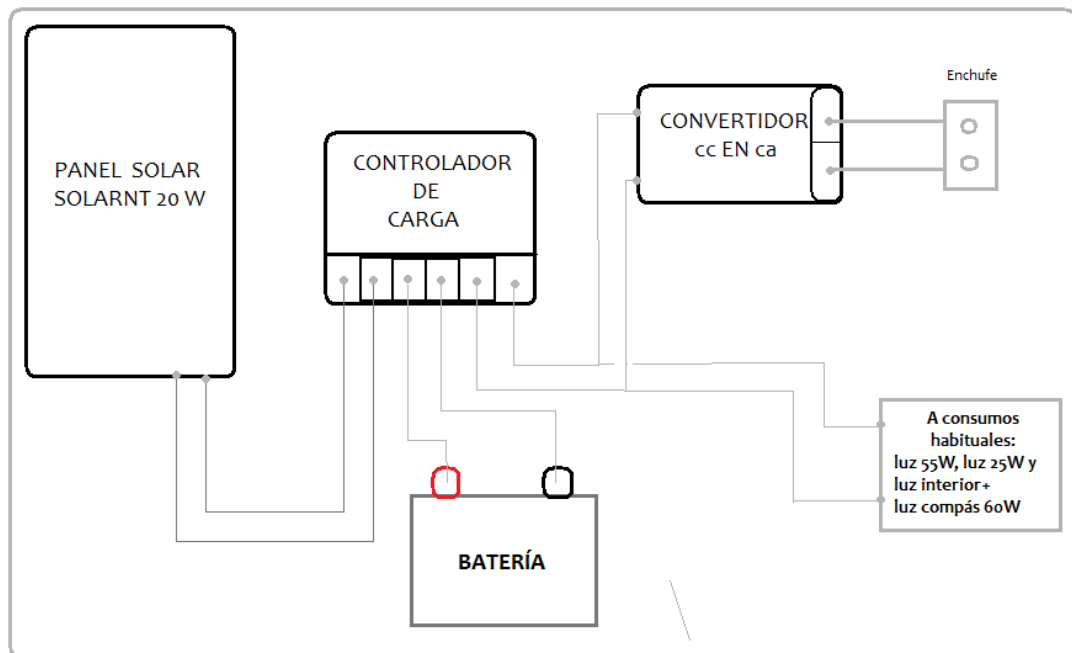 PANEL SOLAR
SOLARNT 20 W
CONTROLADOR
DE
CARGA
CONVERTIDOR
cc EN ca
Enchufe
A consumos
habituales:
luz 55W, luz 25W y
luz interior+
luz compás 60W
BATERÍA